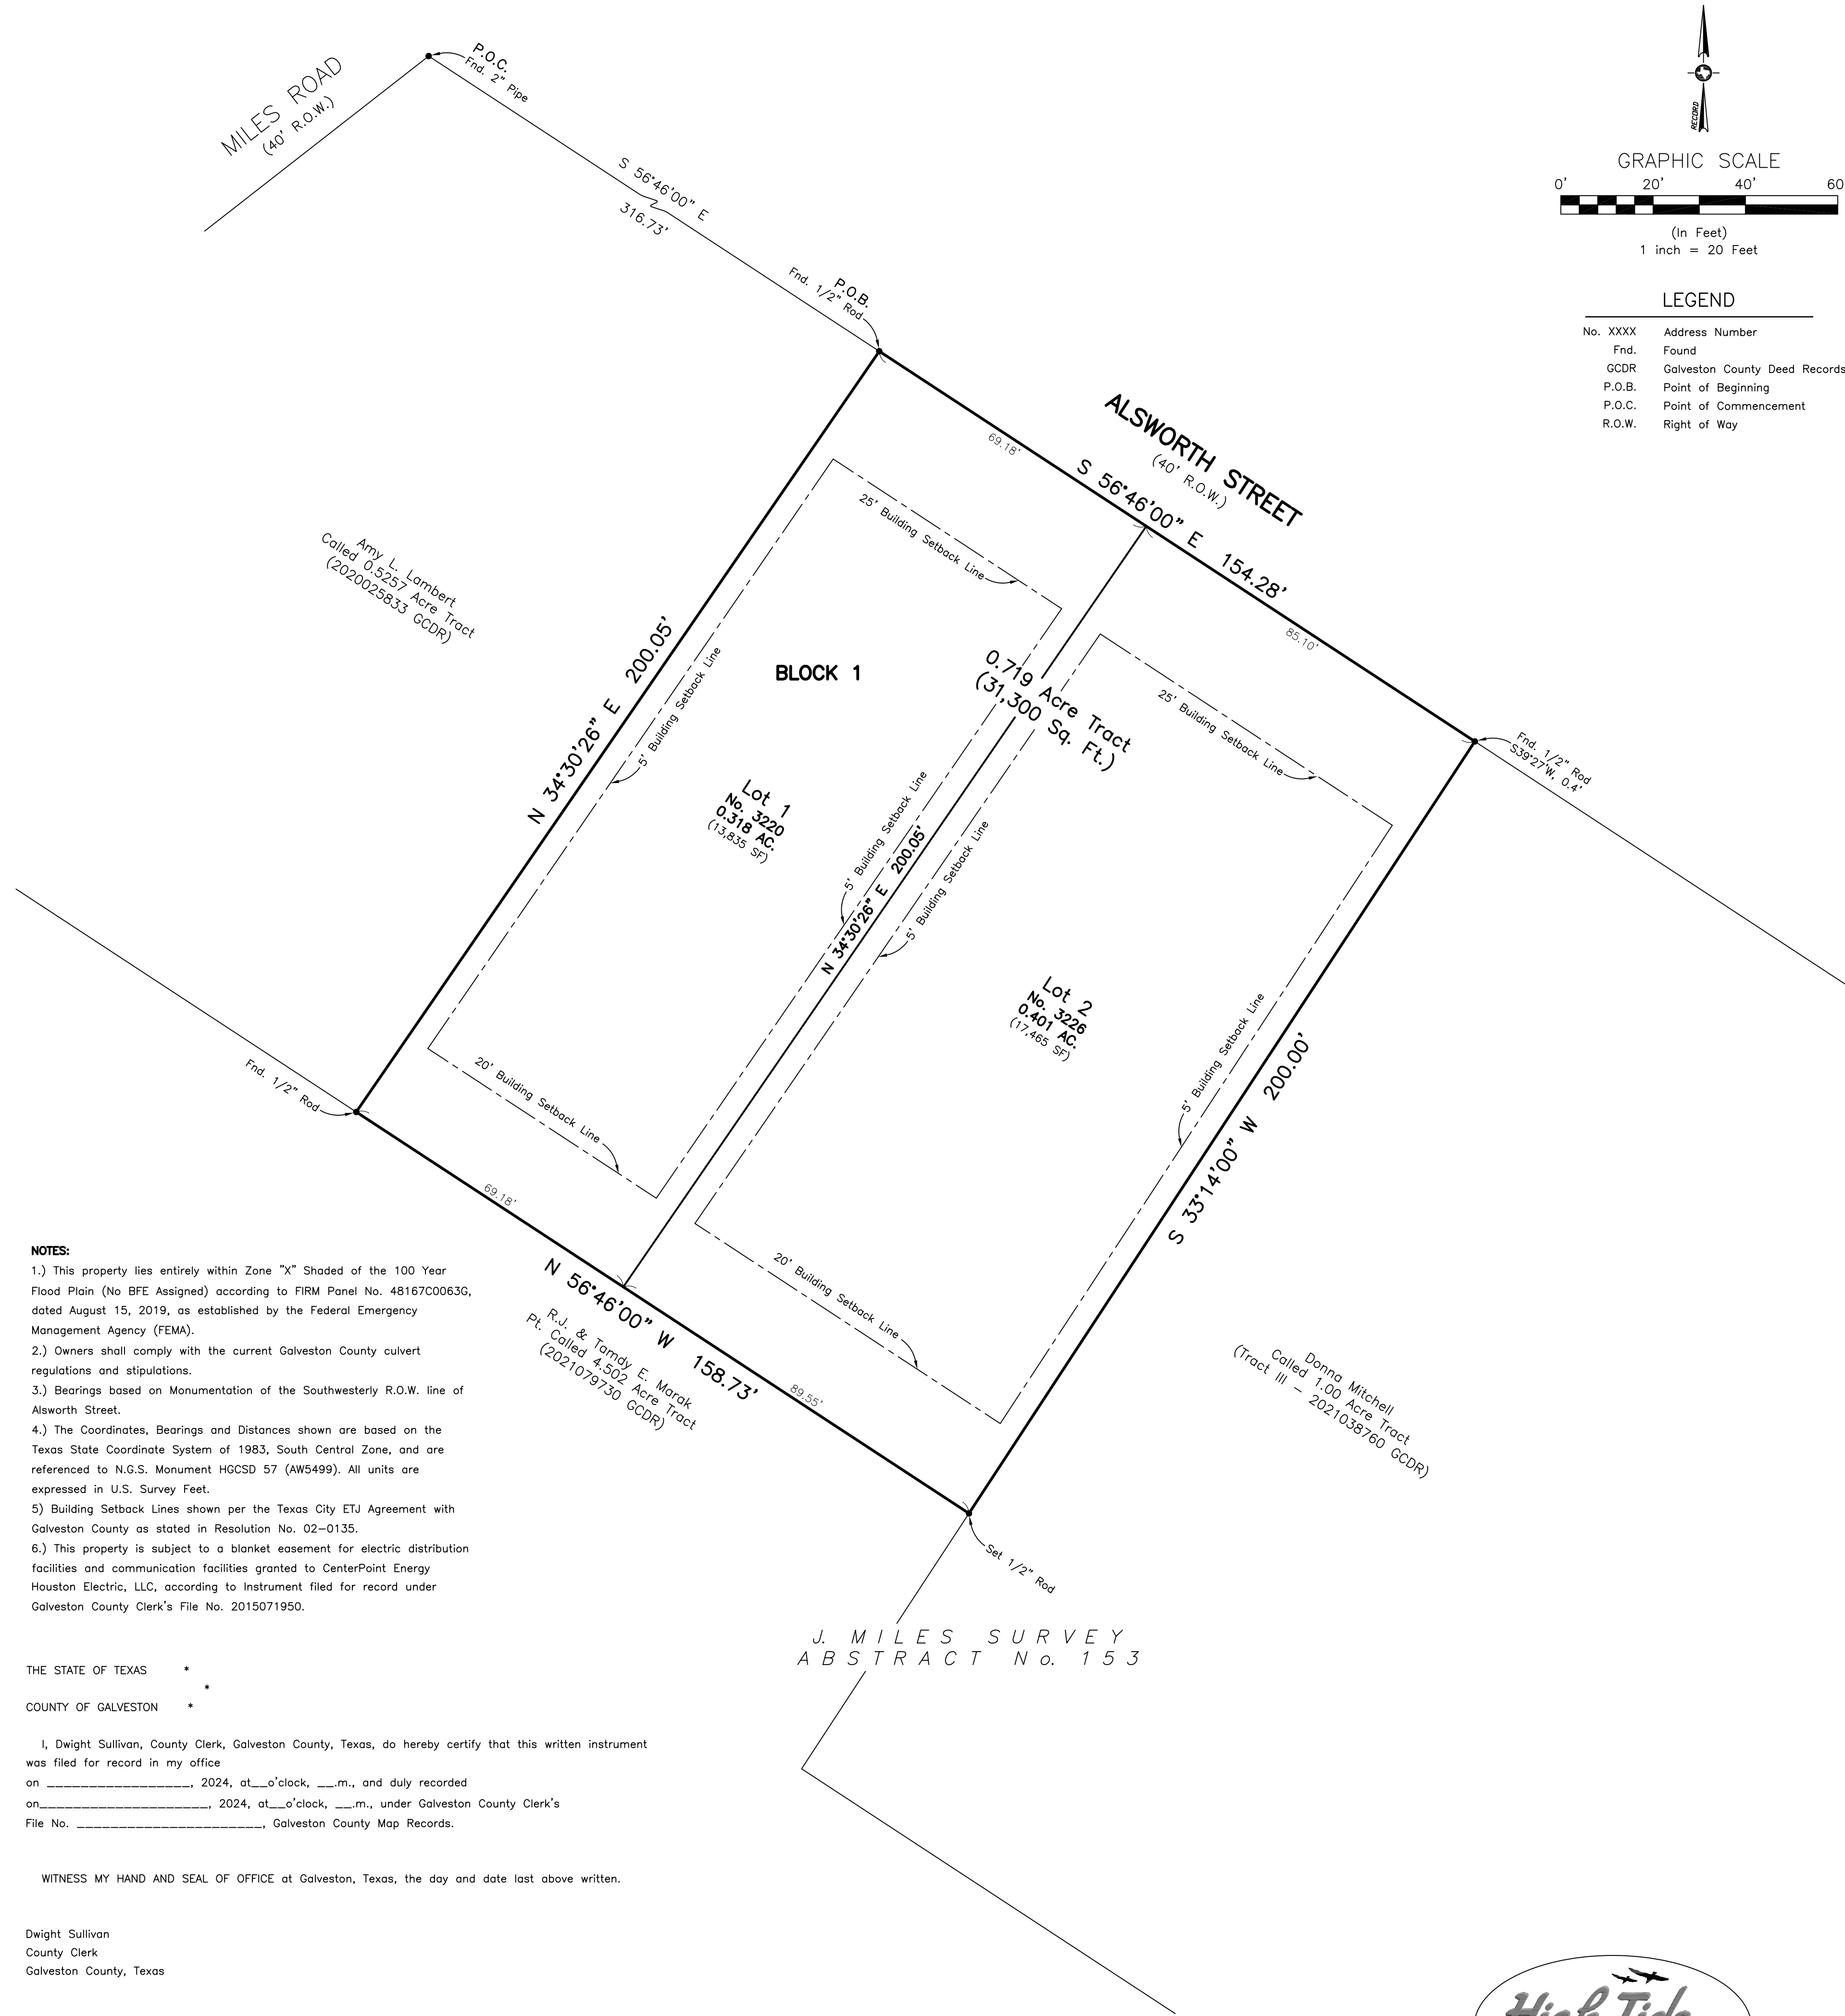 P.O.C.
Fnd. 2" Pipe
MILES ROAD
(40' R.O.W.)
S 56°46'00" E
316.73'
P.O.B.
Fnd. 1/2" Rod
RECORD
GRAPHIC SCALE
0' 20' 40' 60
(In Feet)
1 inch = 20 Feet
LEGEND
No. XXXX Address Number
Fnd. Found
GCDR Galveston County Deed Records
P.O.B. Point of Beginning
P.O.C. Point of Commencement
R.O.W. Right of Way
ALSWORTH STREET
(40' R.O.W.)
69.18'
S 56°46'00" E 154.28'
85.10'
25' Building Setback Line
Amy L. Lambert
Called 0.5257 Acre Tract
(2020025833 GCDR)
N 34°30'26" E 200.05'
5' Building Setback Line
BLOCK 1
0.719 Acre Tract
(31,300 Sq. Ft.)
25' Building Setback Line
Fnd. 1/2" Rod
S39°27'W, 0.4'
Lot 1
No. 3220
0.318 AC.
(13,835 SF)
5' Building Setback Line
N 34°30'26" E 200.05'
5' Building Setback Line
Lot 2
No. 3226
0.401 AC.
(17,465 SF)
5' Building Setback Line
S 33°14'00" W 200.00'
Fnd. 1/2" Rod
20' Building Setback Line
69.18'
N 56°46'00" W 158.73'
89.55'
20' Building Setback Line
R.J. & Tamdy E. Marak
Pt. Called 4.502 Acre Tract
(2021079730 GCDR)
Donna Mitchell
Called 1.00 Acre Tract
(Tract III - 2021038760 GCDR)
Set 1/2" Rod
J. MILES SURVEY
ABSTRACT No. 153
NOTES:
1.) This property lies entirely within Zone "X" Shaded of the 100 Year
Flood Plain (No BFE Assigned) according to FIRM Panel No. 48167C0063G,
dated August 15, 2019, as established by the Federal Emergency
Management Agency (FEMA).
2.) Owners shall comply with the current Galveston County culvert
regulations and stipulations.
3.) Bearings based on Monumentation of the Southwesterly R.O.W. line of
Alsworth Street.
4.) The Coordinates, Bearings and Distances shown are based on the
Texas State Coordinate System of 1983, South Central Zone, and are
referenced to N.G.S. Monument HGCSD 57 (AW5499). All units are
expressed in U.S. Survey Feet.
5) Building Setback Lines shown per the Texas City ETJ Agreement with
Galveston County as stated in Resolution No. 02-0135.
6.) This property is subject to a blanket easement for electric distribution
facilities and communication facilities granted to CenterPoint Energy
Houston Electric, LLC, according to Instrument filed for record under
Galveston County Clerk's File No. 2015071950.
THE STATE OF TEXAS *
*
COUNTY OF GALVESTON *
I, Dwight Sullivan, County Clerk, Galveston County, Texas, do hereby certify that this written instrument
was filed for record in my office
on _________________, 2024, at__o'clock, __.m., and duly recorded
on____________________, 2024, at__o'clock, __.m., under Galveston County Clerk's
File No. ______________________, Galveston County Map Records.
WITNESS MY HAND AND SEAL OF OFFICE at Galveston, Texas, the day and date last above written.
Dwight Sullivan
County Clerk
Galveston County, Texas
High Tide